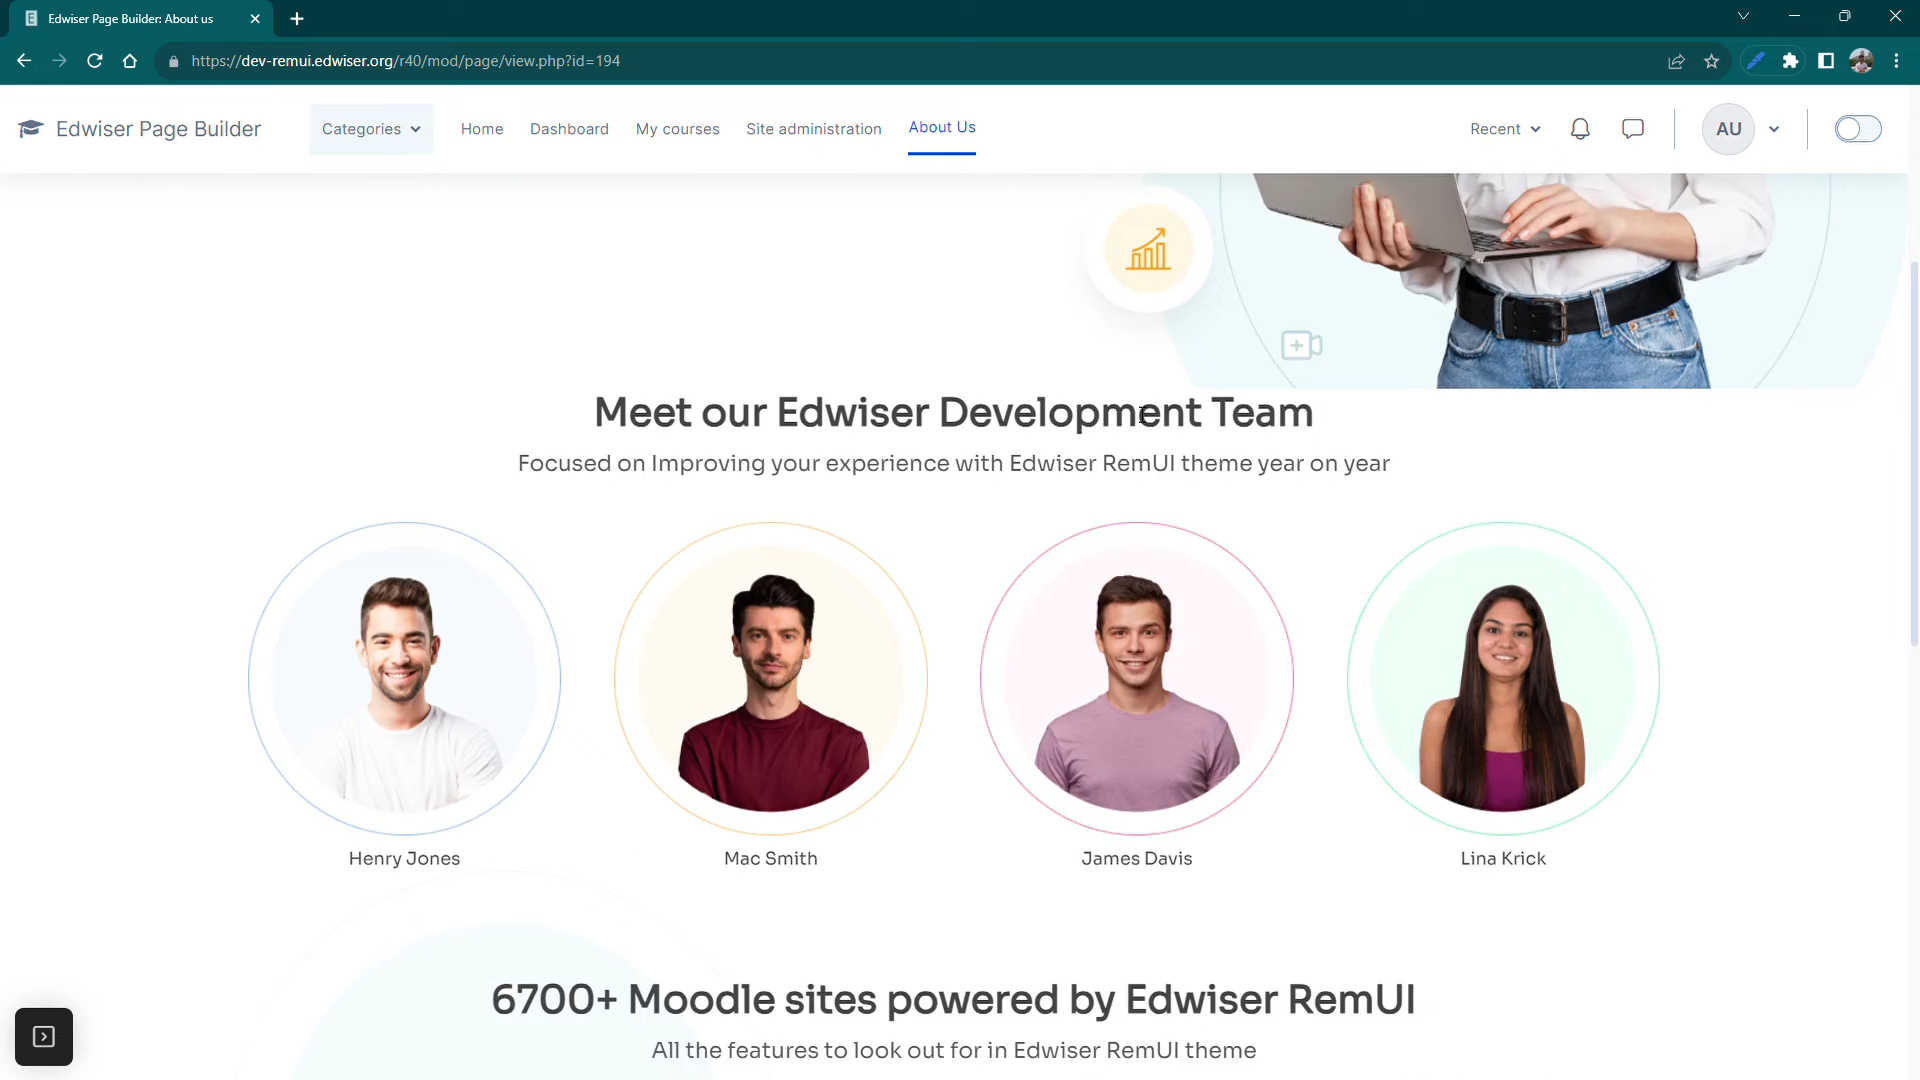 Edwiser Page Builder: About us
https://dev-remui.edwiser.org/r40/mod/page/view.php?id=194
Edwiser Page Builder
Categories
Home
Dashboard
My courses
Site administration
About Us
Recent
AU
Meet our Edwiser Development Team
Focused on Improving your experience with Edwiser RemUI theme year on year
Henry Jones
Mac Smith
James Davis
Lina Krick
6700+ Moodle sites powered by Edwiser RemUI
All the features to look out for in Edwiser RemUI theme